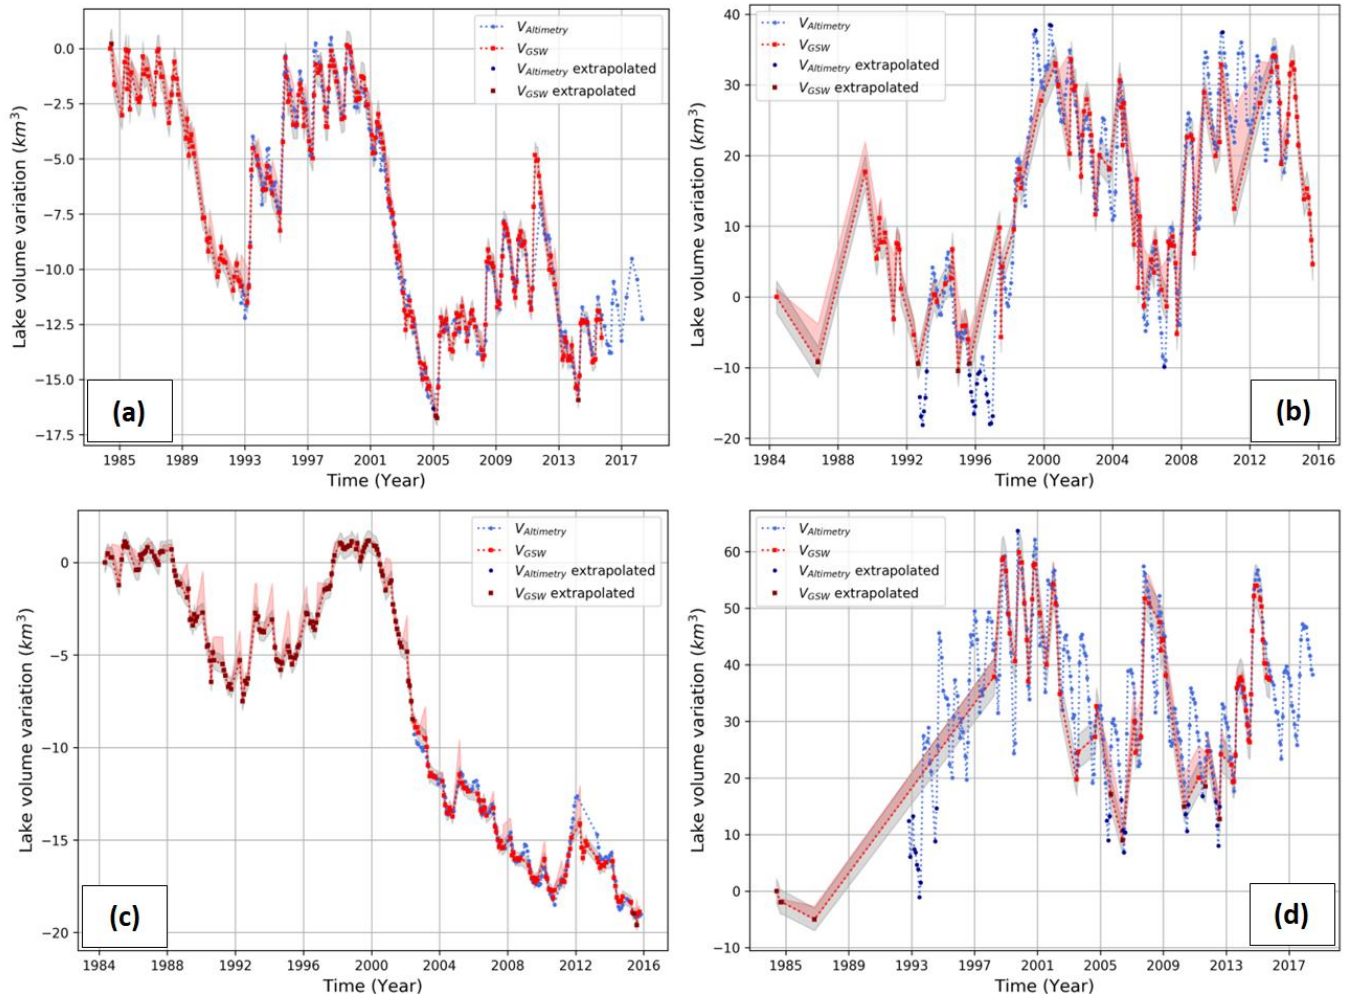 V_Altimetry
V_GSW
V_Altimetry extrapolated
V_GSW extrapolated
Lake volume variation (km³)
0.0
−2.5
−5.0
−7.5
−10.0
−12.5
−15.0
−17.5
(a)
1985 1989 1993 1997 2001 2005 2009 2013 2017
Time (Year)
V_Altimetry
V_GSW
V_Altimetry extrapolated
V_GSW extrapolated
Lake volume variation (km³)
40
30
20
10
0
−10
−20
(b)
1984 1988 1992 1996 2000 2004 2008 2012 2016
Time (Year)
V_Altimetry
V_GSW
V_Altimetry extrapolated
V_GSW extrapolated
Lake volume variation (km³)
0
−5
−10
−15
−20
(c)
1984 1988 1992 1996 2000 2004 2008 2012 2016
Time (Year)
V_Altimetry
V_GSW
V_Altimetry extrapolated
V_GSW extrapolated
Lake volume variation (km³)
60
50
40
30
20
10
0
−10
(d)
1985 1989 1993 1997 2001 2005 2009 2013 2017
Time (Year)